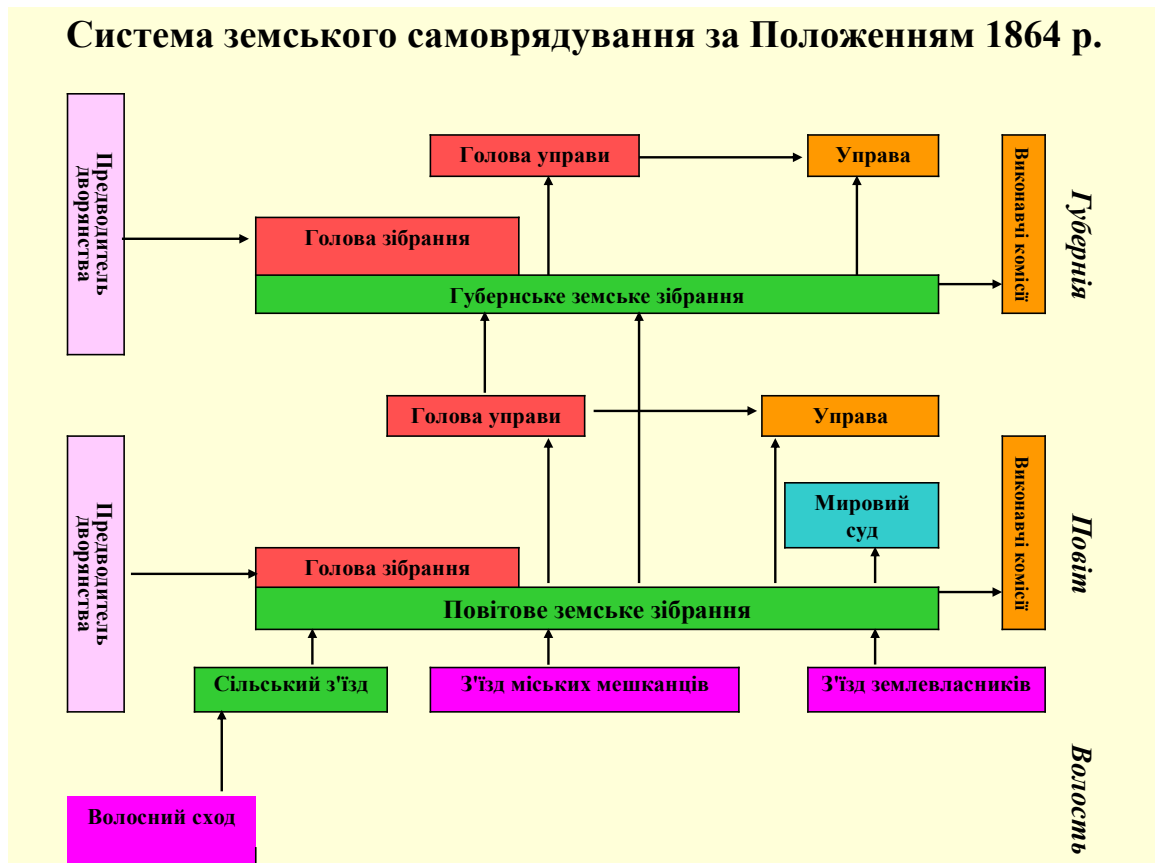 Система земського самоврядування за Положенням 1864 р.
Предводитель
дворянства
Голова управи
Управа
Виконавчі комісії
Губернія
Голова зібрання
Губернське земське зібрання
Голова управи
Управа
Предводитель
дворянства
Мировий
суд
Виконавчі комісії
Повіт
Голова зібрання
Повітове земське зібрання
Сільський з'їзд
З'їзд міських мешканців
З'їзд землевласників
Волость
Волосний сход